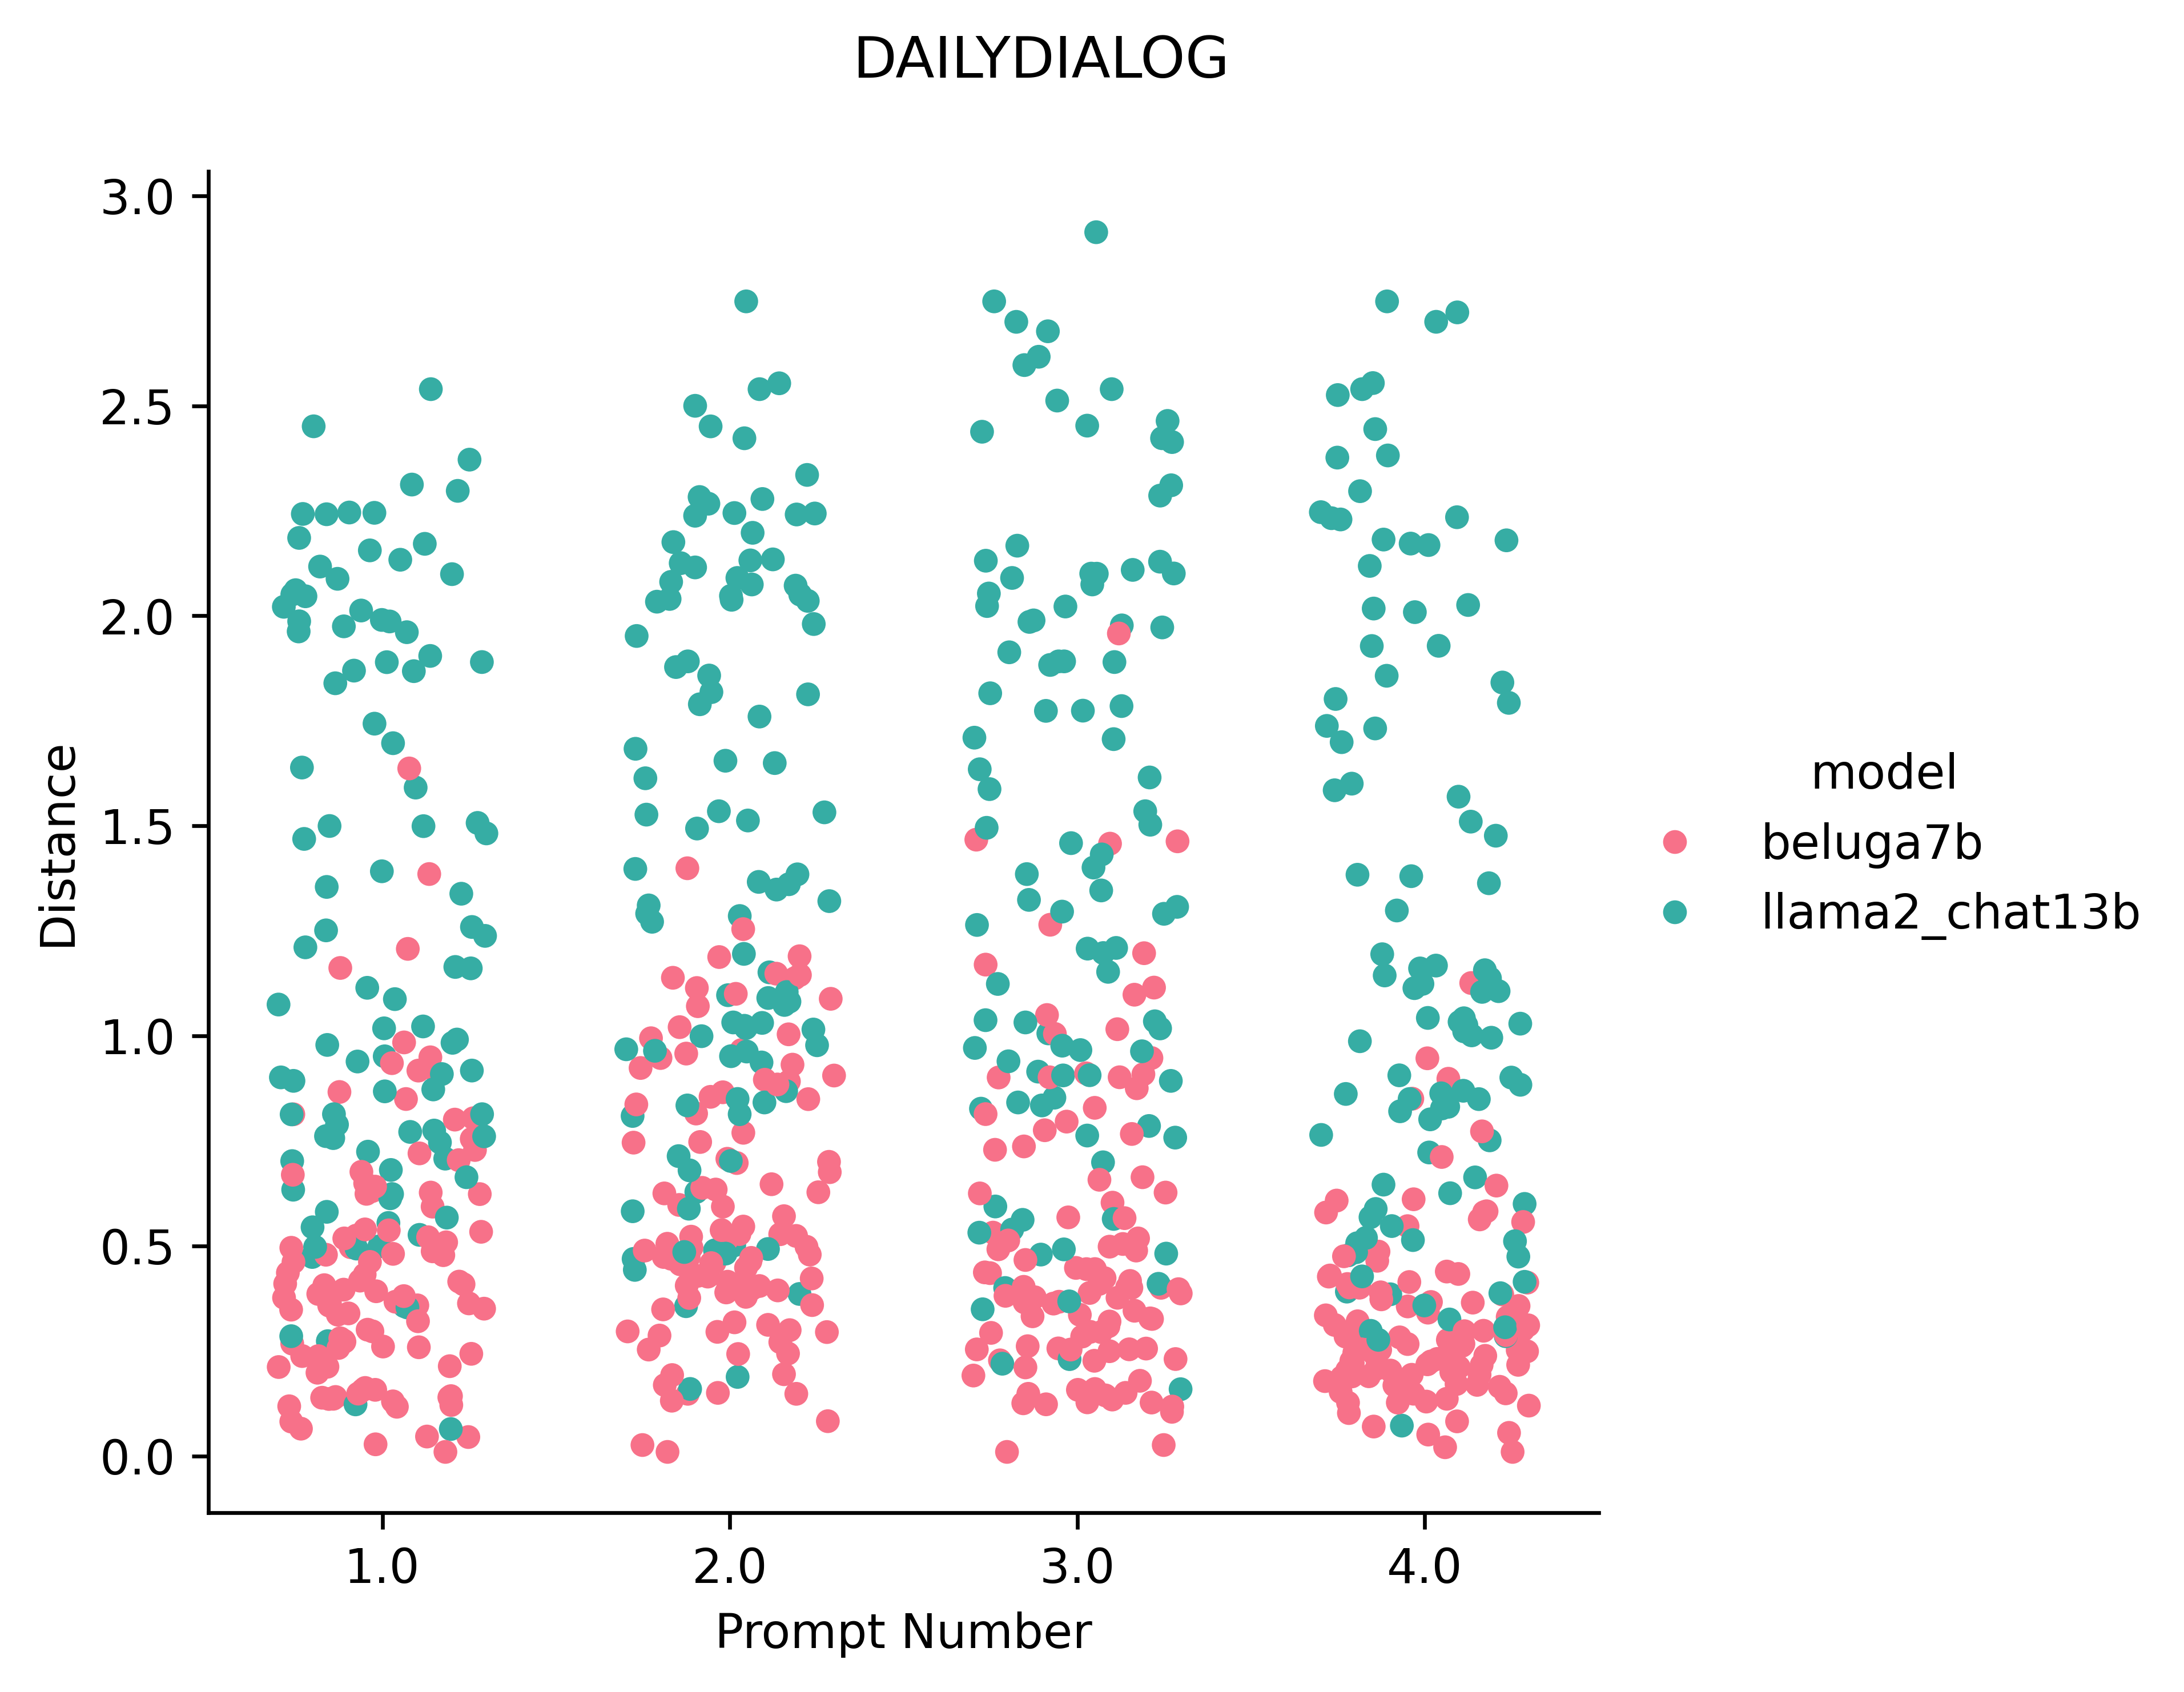 DAILYDIALOG
3.0
2.5
2.0
1.5
1.0
0.5
0.0
Distance
1.0 2.0 3.0 4.0
Prompt Number
model
beluga7b
llama2_chat13b